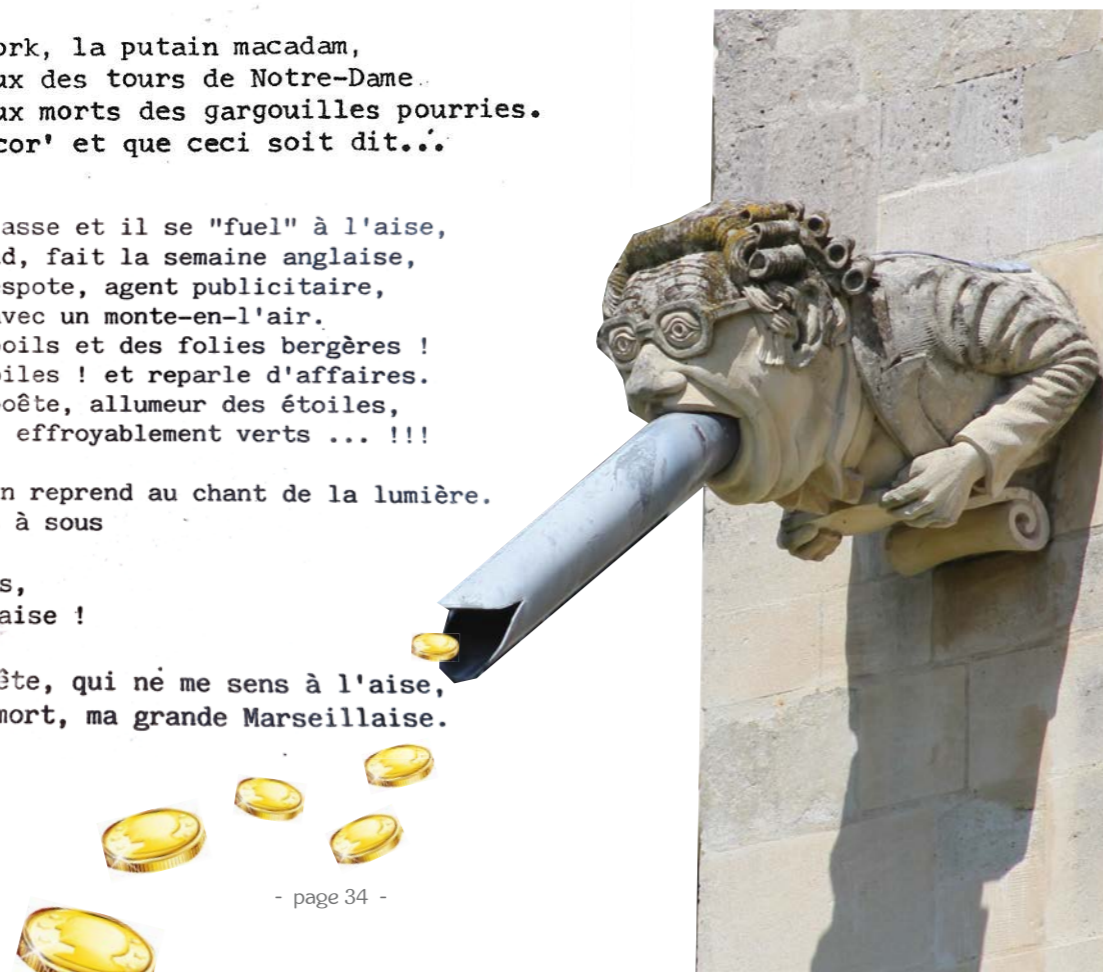 ork, la putain macadam,
ux des tours de Notre-Dame
ux morts des gargouilles pourries.
cor' et que ceci soit dit...
asse et il se "fuel" à l'aise,
d, fait la semaine anglaise,
spote, agent publicitaire,
avec un monte-en-l'air.
oils et des folies bergères !
iles ! et reparle d'affaires.
oête, allumeur des étoiles,
effroyablement verts ... !!!
n reprend au chant de la lumière.
à sous
s,
aise !
ête, qui ne me sens à l'aise,
mort, ma grande Marseillaise.
- page 34 -